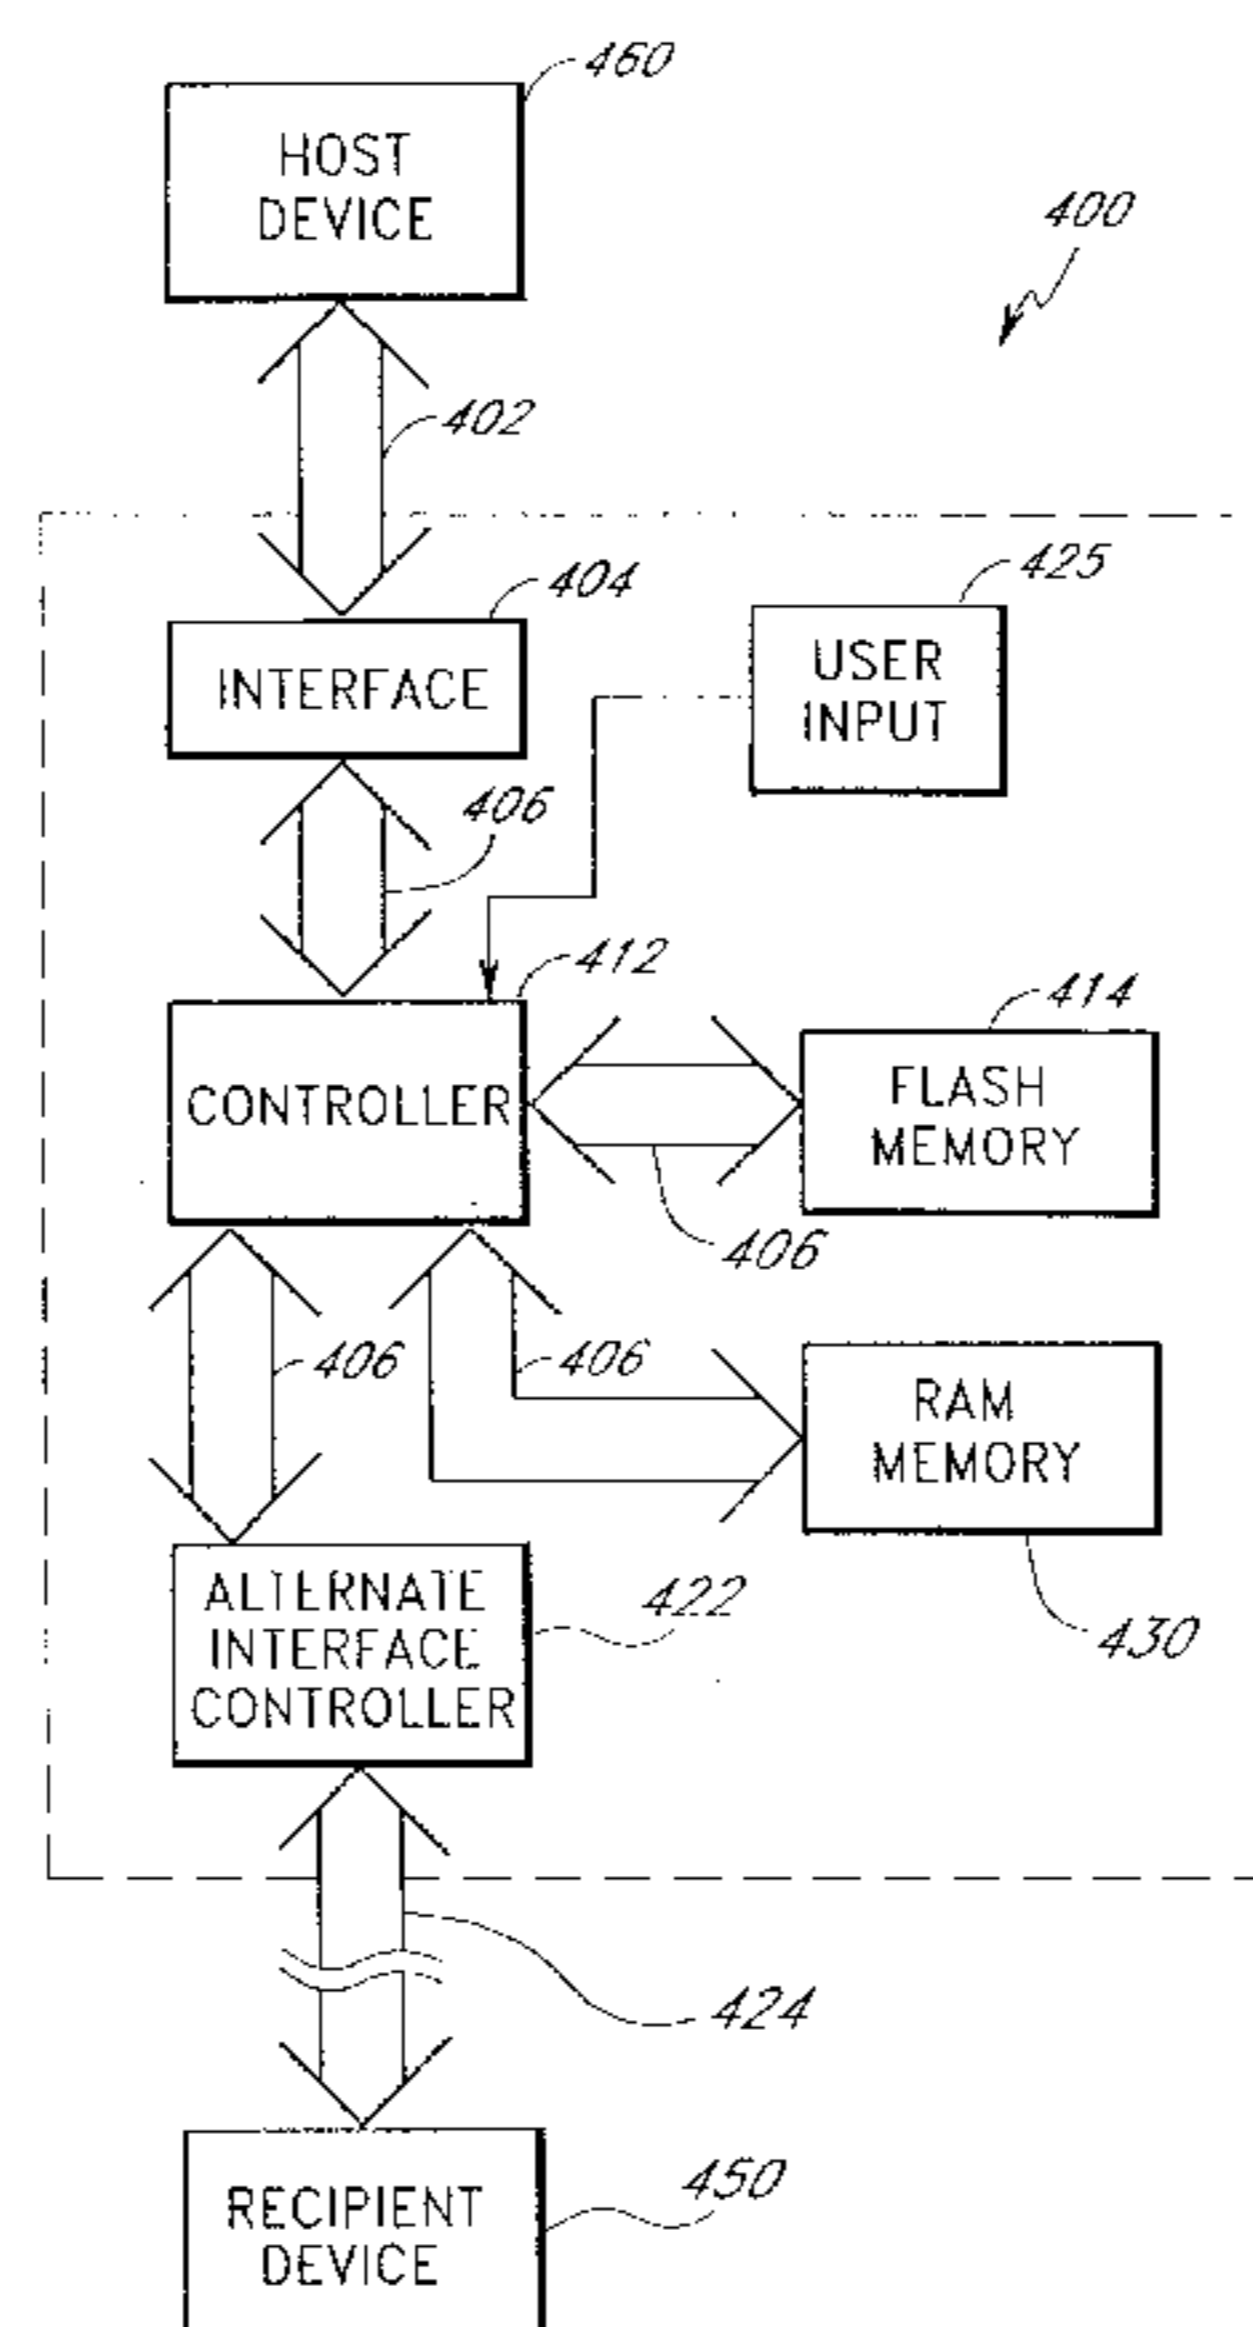 460
HOST
DEVICE
400
402
425
404
USER
INPUT
INTERFACE
406
412
414
CONTROLLER
FLASH
MEMORY
406
406
406
RAM
MEMORY
ALTERNATE
INTERFACE
CONTROLLER
422
430
424
450
RECIPIENT
DEVICE